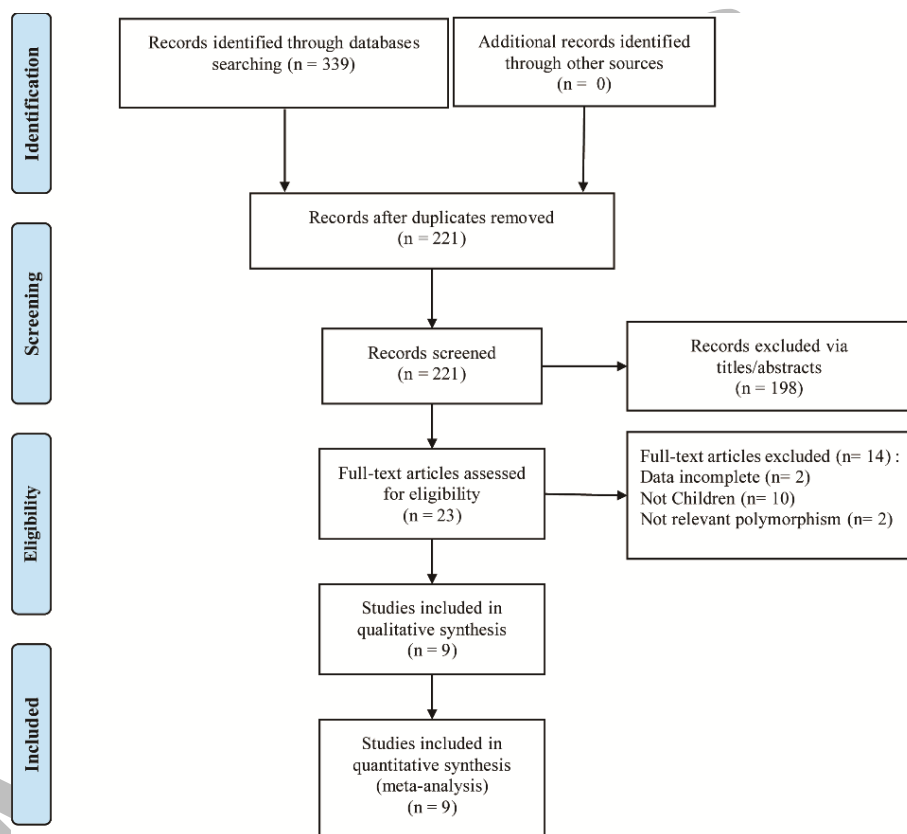 Identification
Records identified through databases
searching (n = 339)
Additional records identified
through other sources
(n = 0)
Records after duplicates removed
(n = 221)
Screening
Records screened
(n = 221)
Records excluded via
titles/abstracts
(n = 198)
Eligibility
Full-text articles assessed
for eligibility
(n = 23)
Full-text articles excluded (n= 14) :
Data incomplete (n= 2)
Not Children (n= 10)
Not relevant polymorphism (n= 2)
Studies included in
qualitative synthesis
(n = 9)
Included
Studies included in
quantitative synthesis
(meta-analysis)
(n = 9)